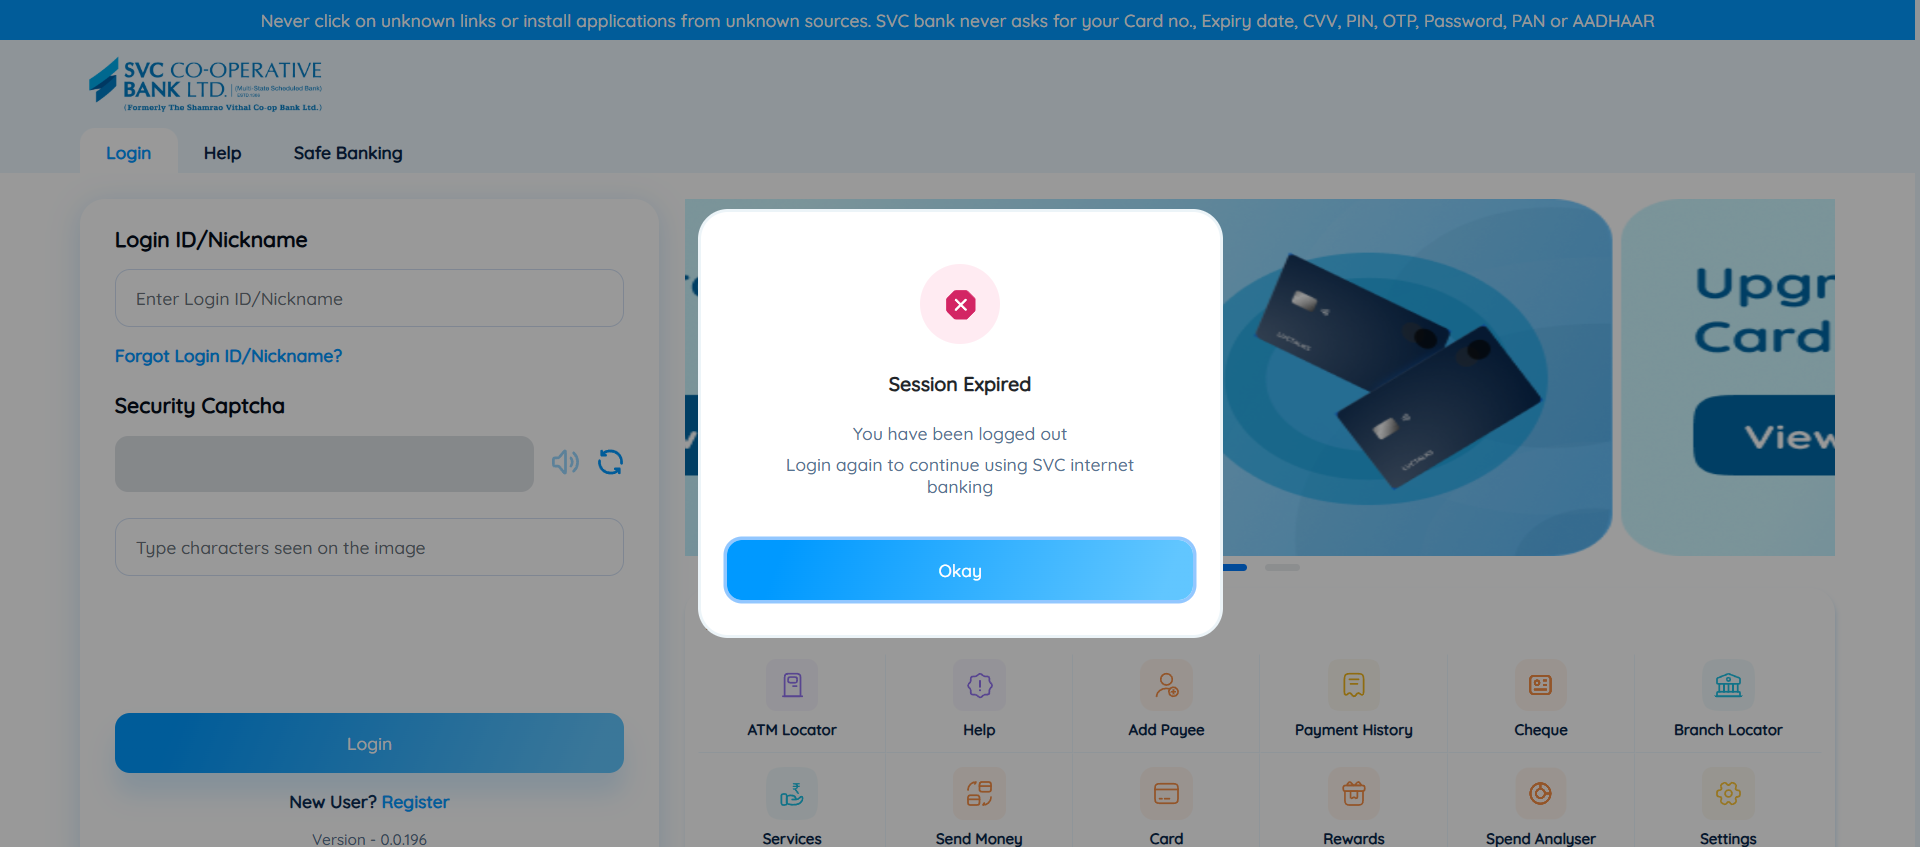 Never click on unknown links or install applications from unknown sources. SVC bank never asks for your Card no., Expiry date, CVV, PIN, OTP, Password, PAN or AADHAAR
SVC CO-OPERATIVE
BANK LTD. (Multi-State Scheduled Bank)
(Formerly The Shamrao Vithal Co-op Bank Ltd.)
Login Help Safe Banking
Login ID/Nickname
Enter Login ID/Nickname
Forgot Login ID/Nickname?
Security Captcha
Type characters seen on the image
Login
New User? Register
Version - 0.0.196
Session Expired
You have been logged out
Login again to continue using SVC internet
banking
Okay
Upgr
Card
View
ATM Locator Help Add Payee Payment History Cheque Branch Locator
Services Send Money Card Rewards Spend Analyser Settings